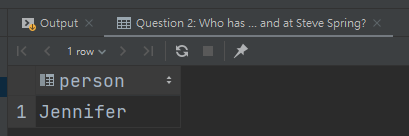 Output
Question 2: Who has ... and at Steve Spring?
1 row
person
1 Jennifer